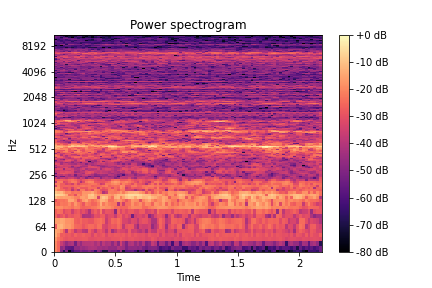 Power spectrogram
Hz
8192
4096
2048
1024
512
256
128
64
0
0
0.5
1
1.5
2
Time
+0 dB
-10 dB
-20 dB
-30 dB
-40 dB
-50 dB
-60 dB
-70 dB
-80 dB